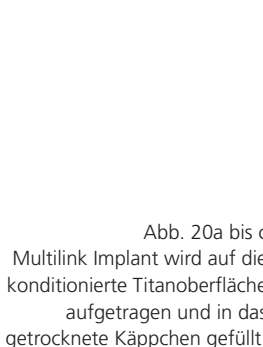 Abb. 20a bis c
Multilink Implant wird auf die
konditionierte Titanoberfläche
aufgetragen und in das
getrocknete Käppchen gefüllt.